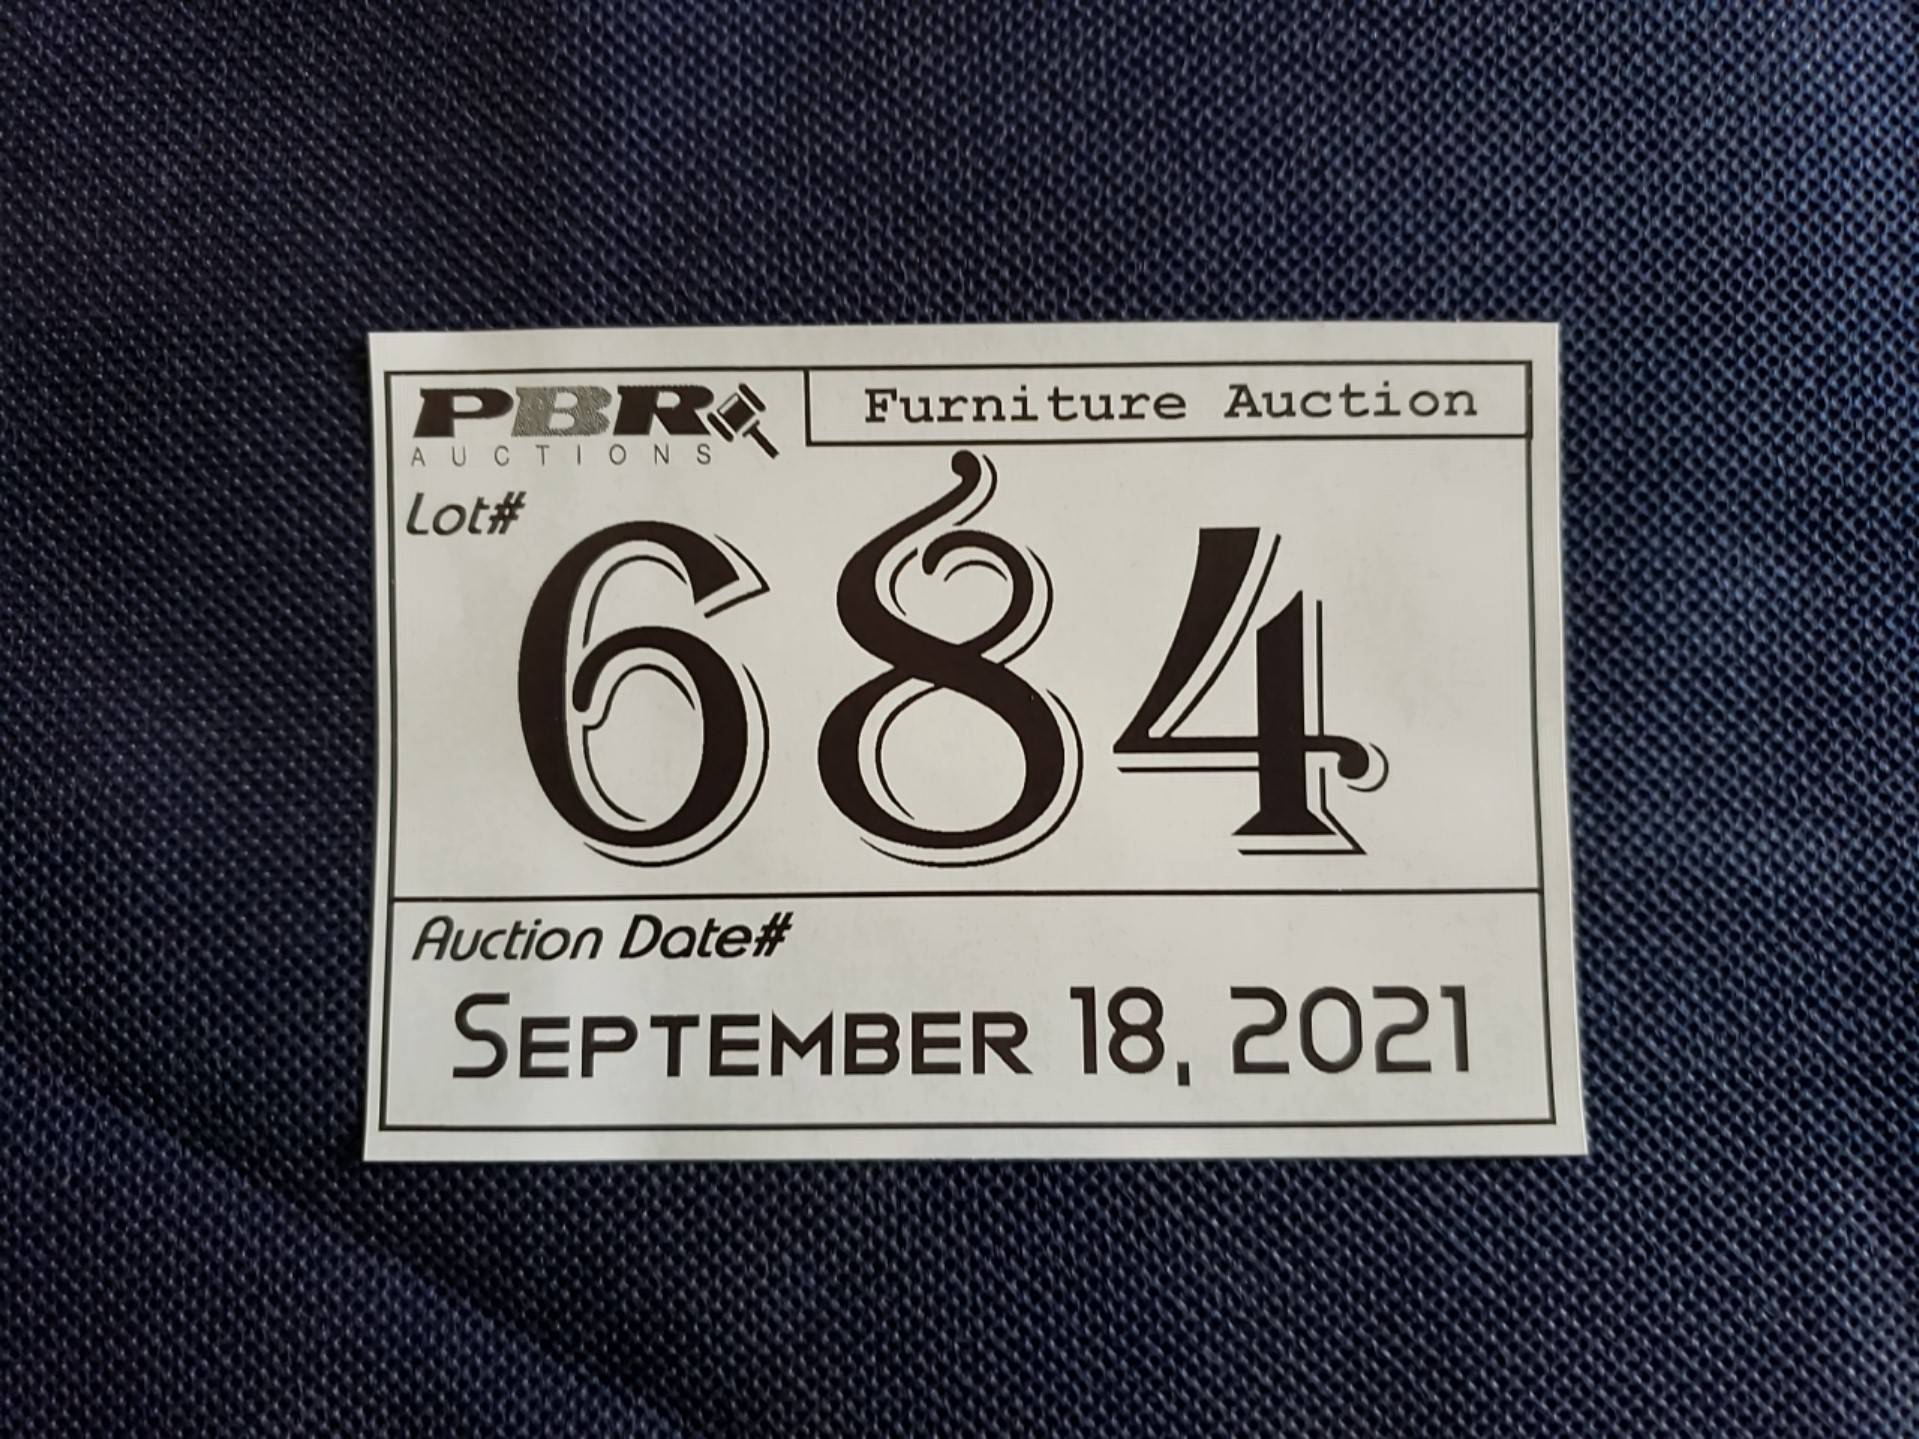 PBR
AUCTIONS
Furniture Auction
Lot#
684
Auction Date#
September 18, 2021